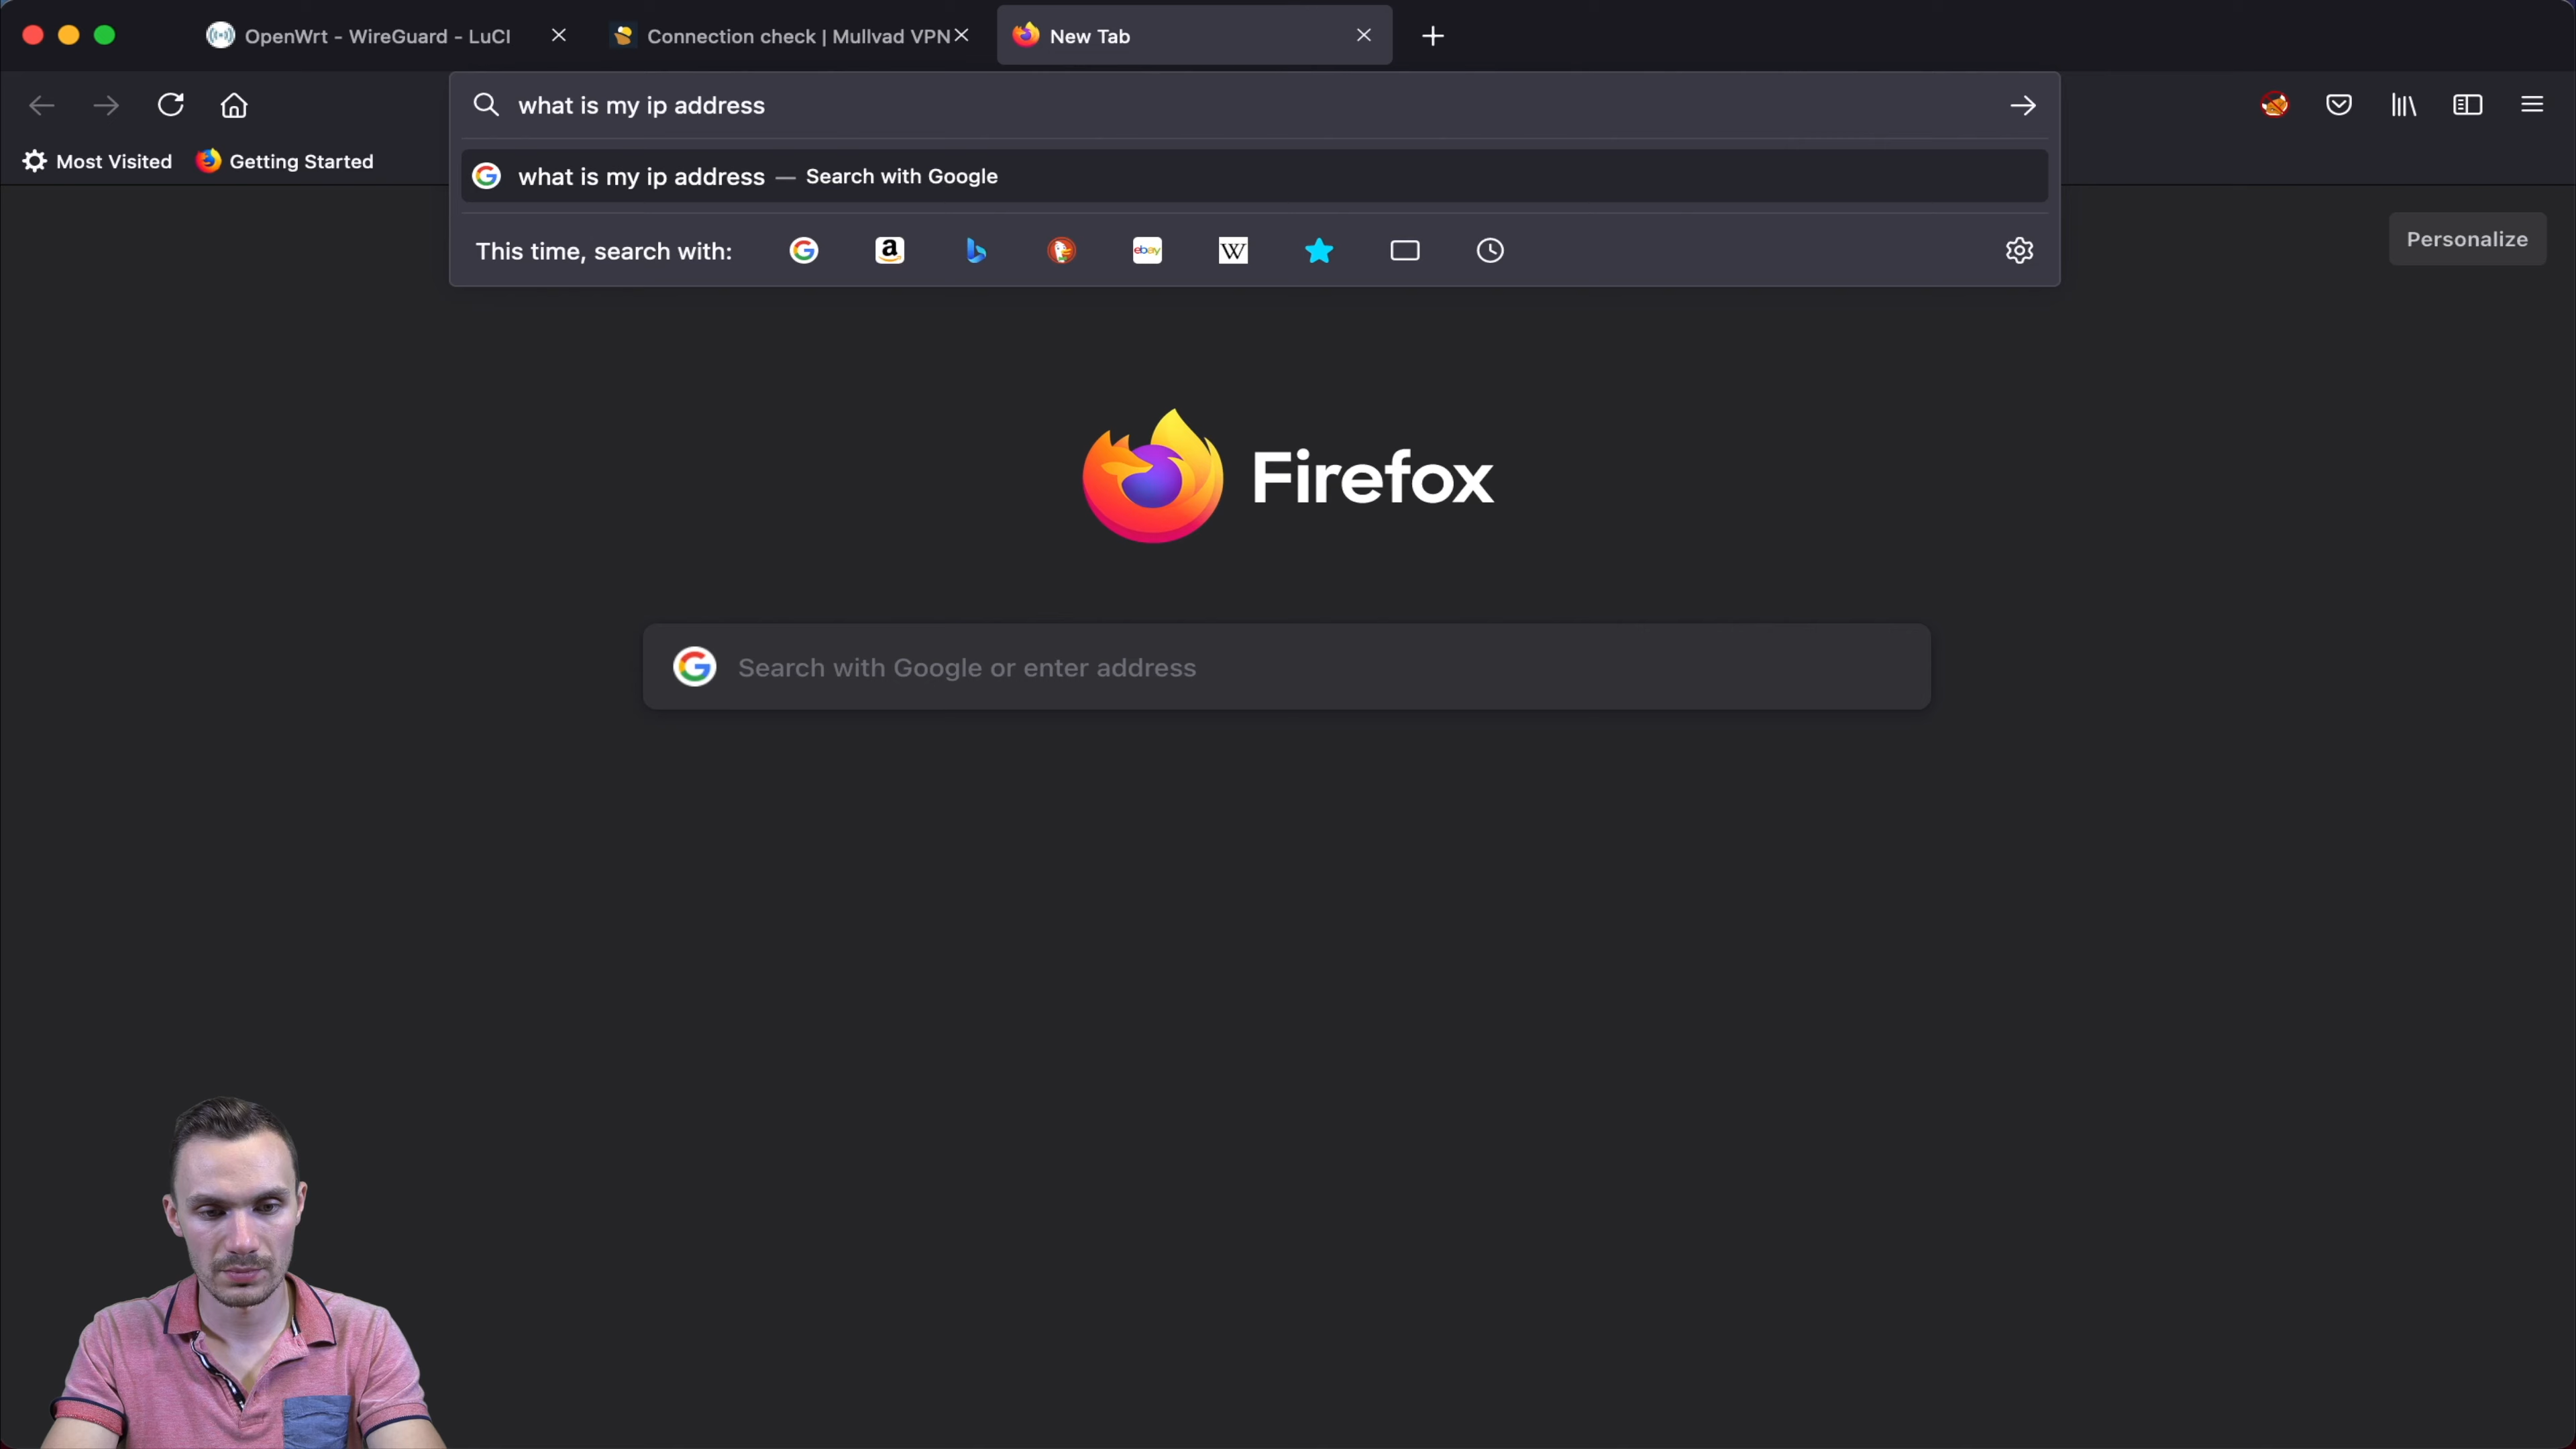 OpenWrt - WireGuard - LuCI
Connection check | Mullvad VPN
New Tab
what is my ip address
Most Visited
Getting Started
what is my ip address — Search with Google
This time, search with:
a
ebay
W
Personalize
Firefox
Search with Google or enter address